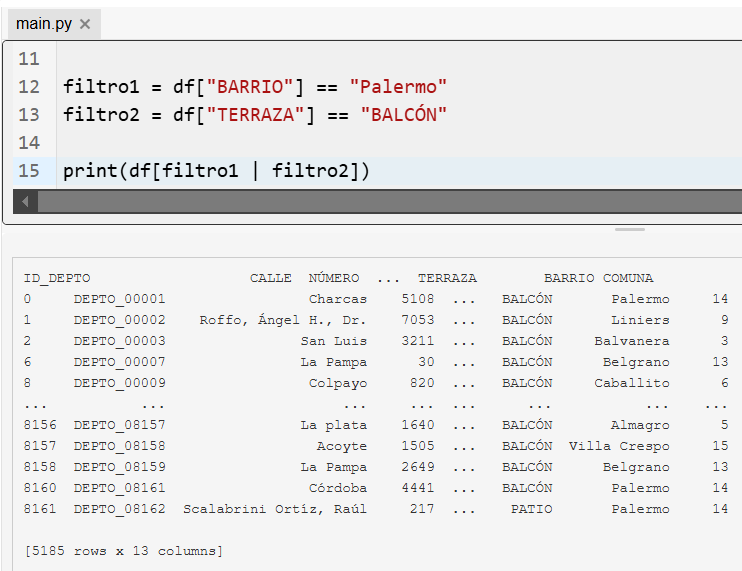 main.py ×
11
12 filtro1 = df["BARRIO"] == "Palermo"
13 filtro2 = df["TERRAZA"] == "BALCÓN"
14
15 print(df[filtro1 | filtro2])
ID_DEPTO CALLE NÚMERO ... TERRAZA BARRIO COMUNA
0 DEPTO_00001 Charcas 5108 ... BALCÓN Palermo 14
1 DEPTO_00002 Roffo, Ángel H., Dr. 7053 ... BALCÓN Liniers 9
2 DEPTO_00003 San Luis 3211 ... BALCÓN Balvanera 3
6 DEPTO_00007 La Pampa 30 ... BALCÓN Belgrano 13
8 DEPTO_00009 Colpayo 820 ... BALCÓN Caballito 6
... ... ... ... ... ... ... ...
8156 DEPTO_08157 La plata 1640 ... BALCÓN Almagro 5
8157 DEPTO_08158 Acoyte 1505 ... BALCÓN Villa Crespo 15
8158 DEPTO_08159 La Pampa 2649 ... BALCÓN Belgrano 13
8160 DEPTO_08161 Córdoba 4441 ... BALCÓN Palermo 14
8161 DEPTO_08162 Scalabrini Ortíz, Raúl 217 ... PATIO Palermo 14
[5185 rows x 13 columns]